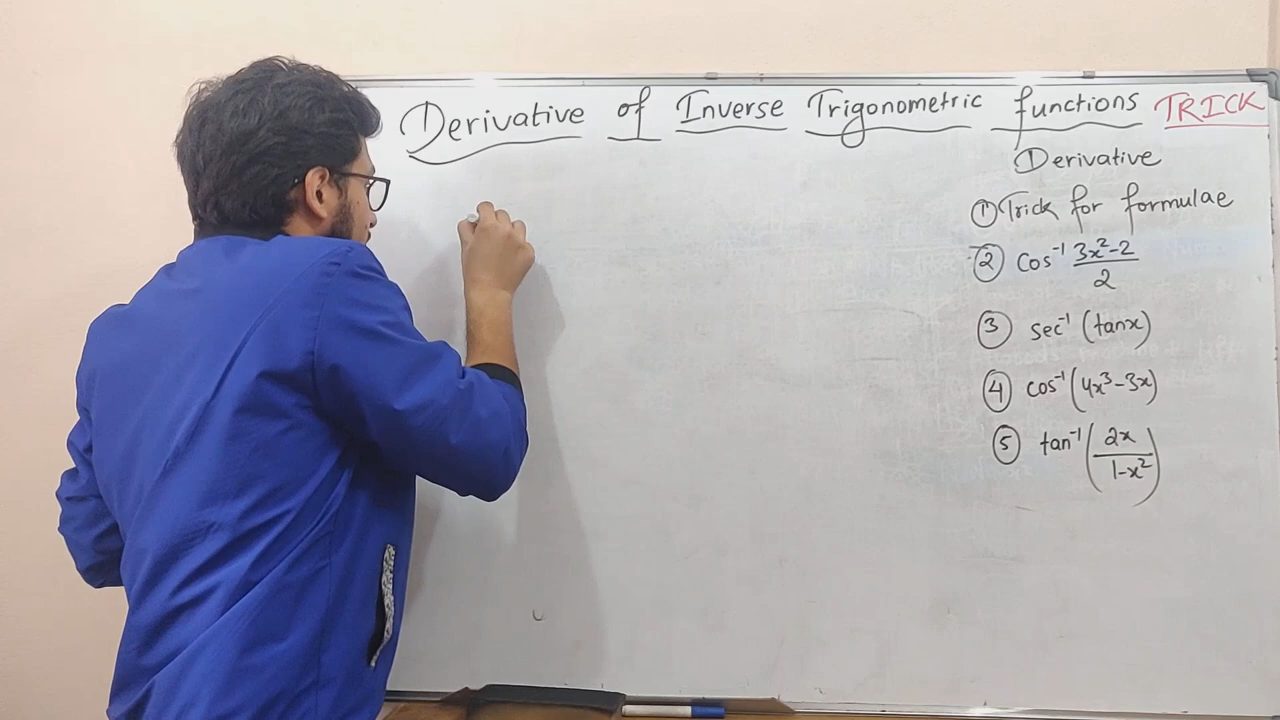 Derivative of Inverse Trigonometric functions TRICK
Derivative
① Trick for formulae
② Cos⁻¹ (3x²-2)/2
③ sec⁻¹ (tanx)
④ cos⁻¹ (4x³-3x)
⑤ tan⁻¹ (2x/(1-x²))